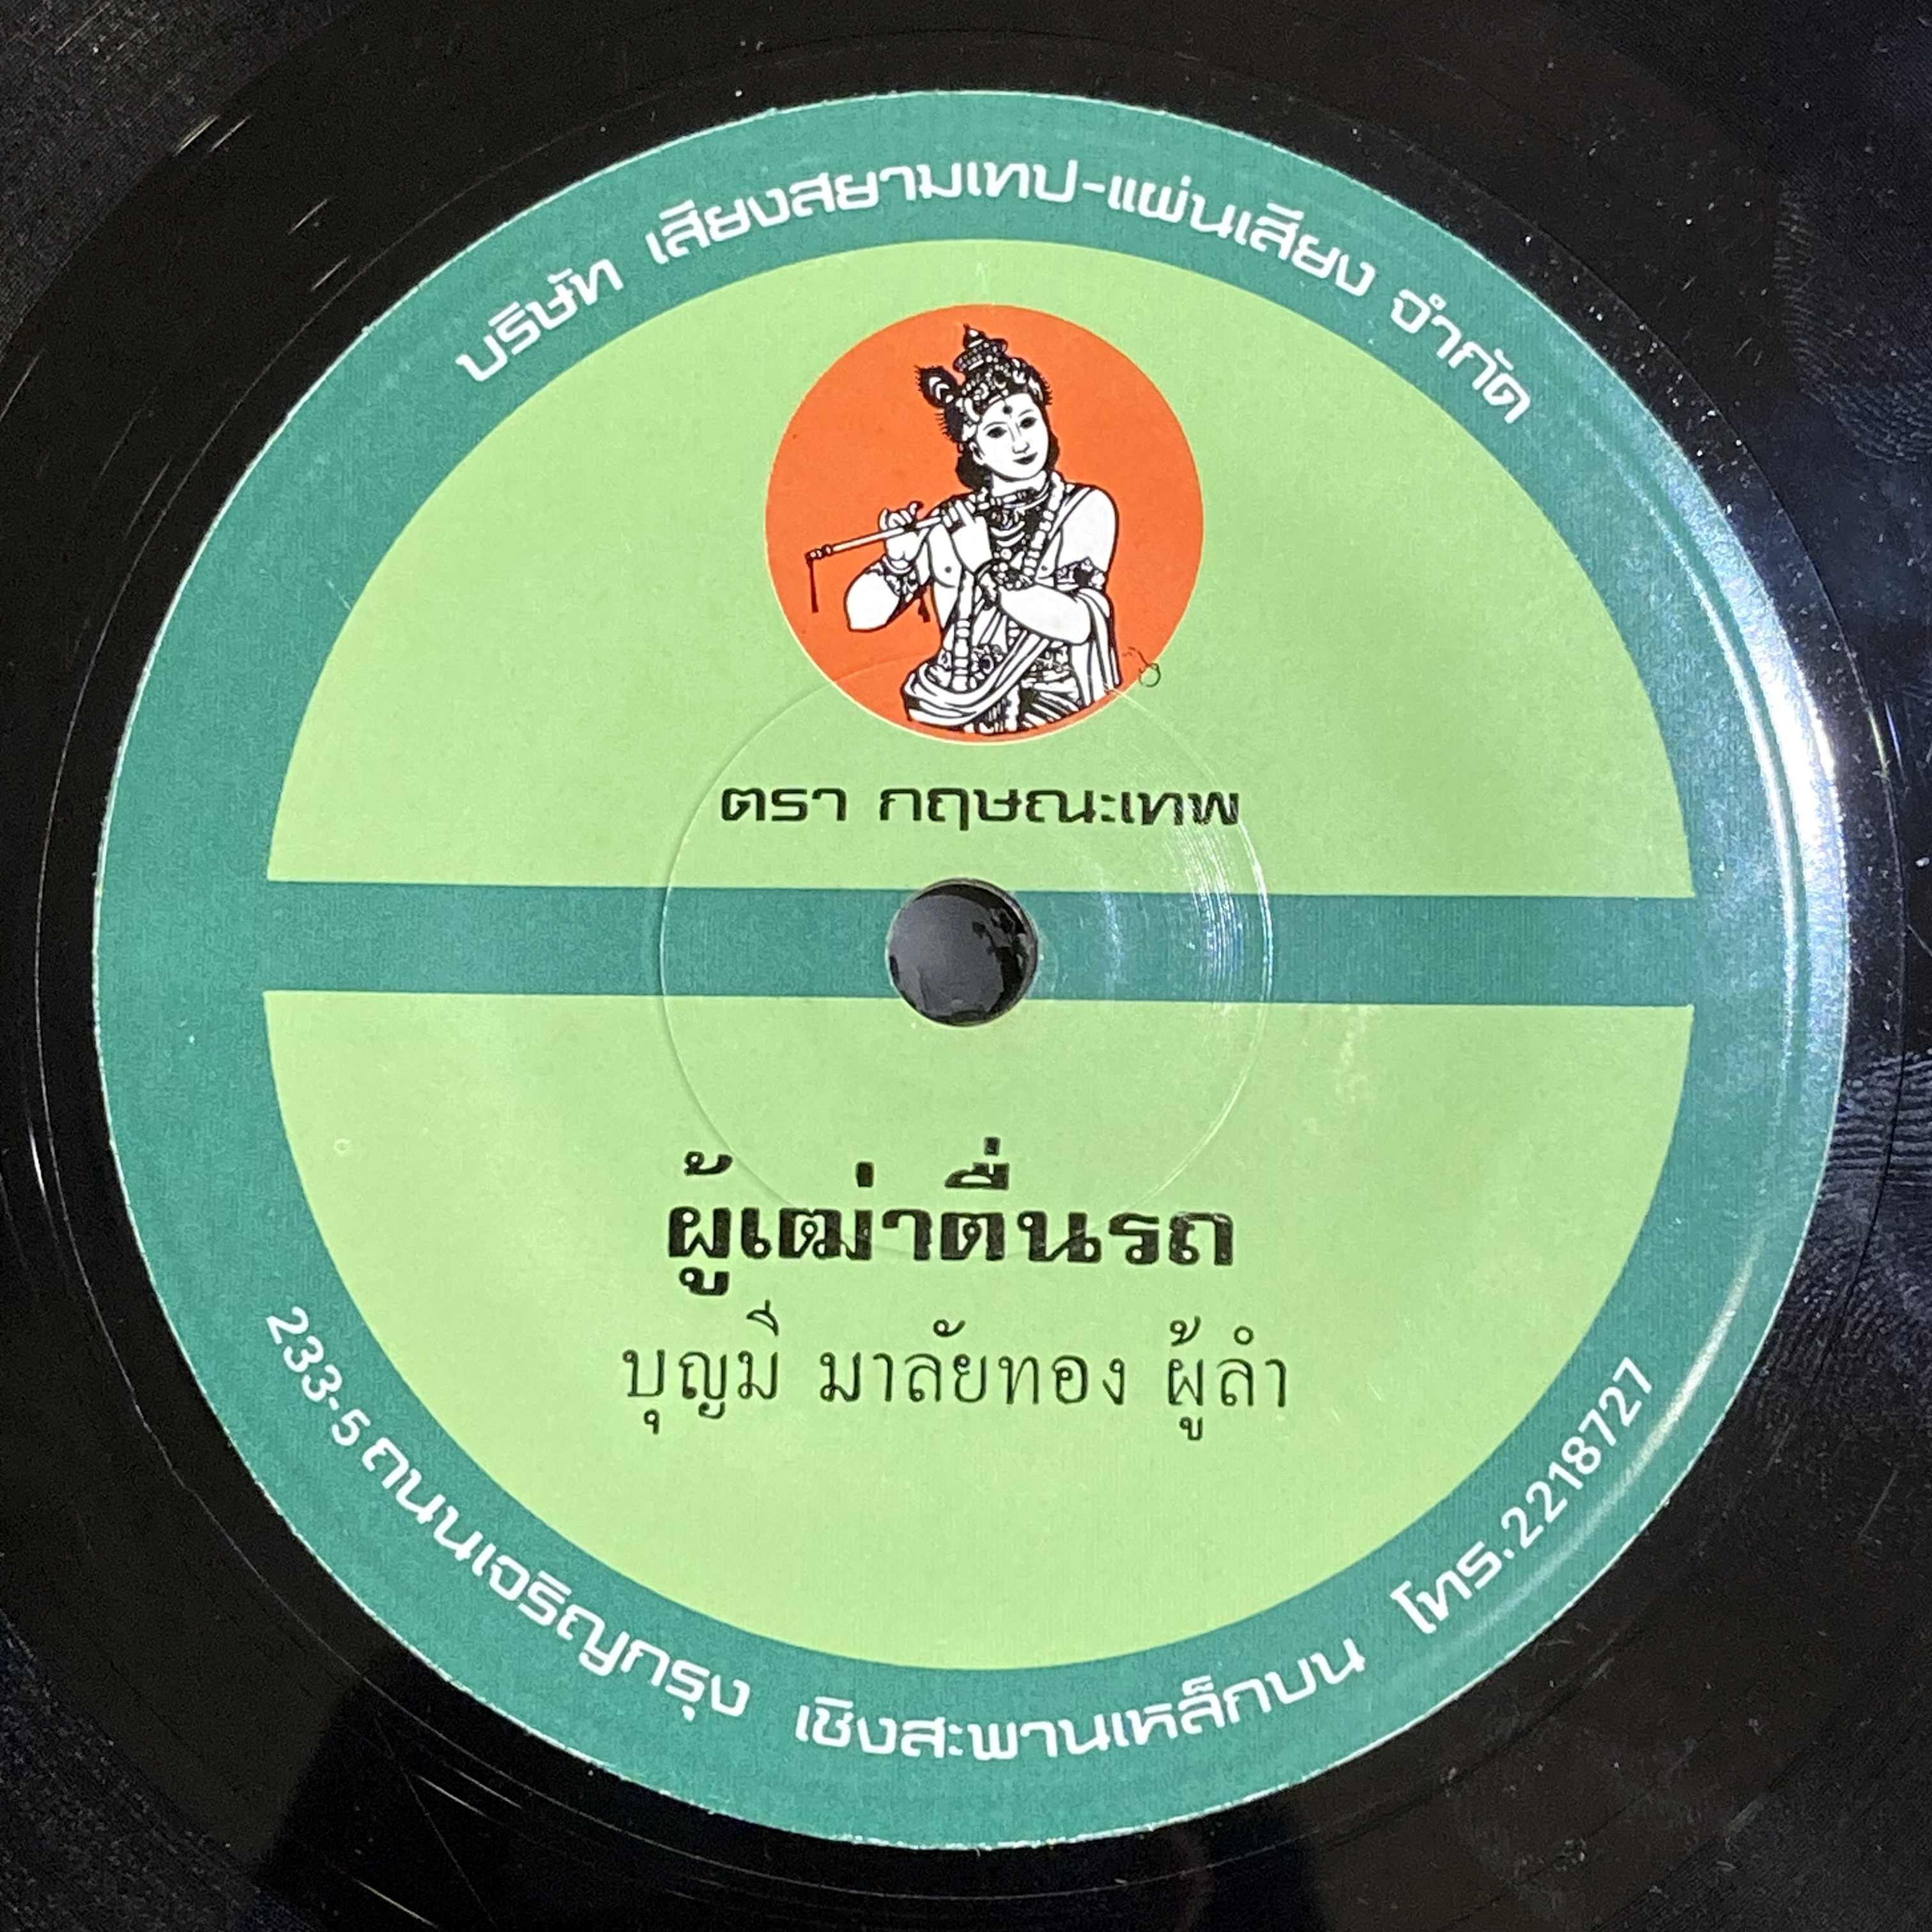 บริษัท เสียงสยามเทป-แผ่นเสียง จำกัด
ตรา กฤษณะเทพ
ผู้เฒ่าตื่นรถ
บุญมี่ มาลัยทอง ผู้ลำ
233-5 ถนนเจริญกรุง เชิงสะพานเหล็กบน โทร.2218727